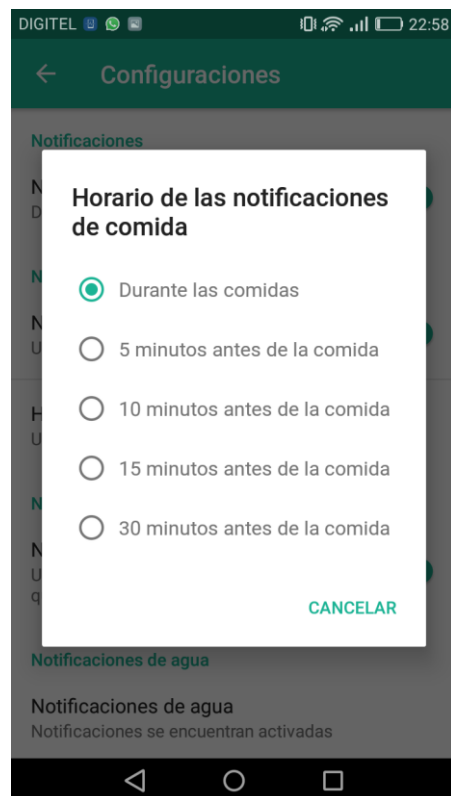 DIGITEL 22:58
Configuraciones
Notificaciones
N
D
Horario de las notificaciones
de comida
Durante las comidas
N
N
U
5 minutos antes de la comida
H
U
10 minutos antes de la comida
15 minutos antes de la comida
N
30 minutos antes de la comida
N
U
q
CANCELAR
Notificaciones de agua
Notificaciones de agua
Notificaciones se encuentran activadas